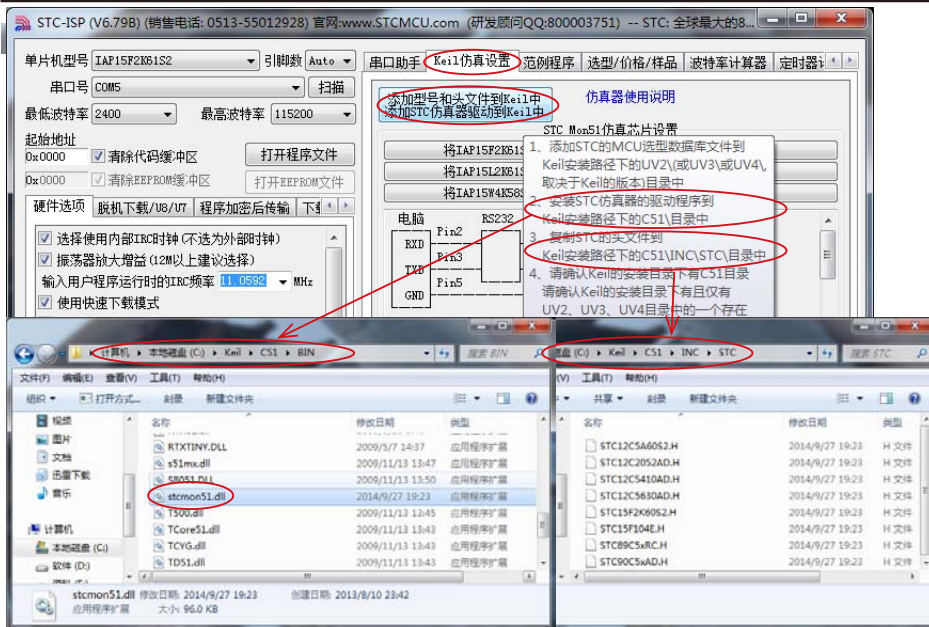 STC-ISP (V6.79B) (销售电话: 0513-55012928) 官网:www.STCMCU.com (研发顾问QQ:800003751) -- STC: 全球最大的8...
单片机型号 IAP15F2K61S2 引脚数 Auto
串口号 COM5 扫描
最低波特率 2400 最高波特率 115200
起始地址
0x0000 清除代码缓冲区 打开程序文件
0x0000 清除EEPROM缓冲区 打开EEPROM文件
硬件选项 脱机下载/U8/U7 程序加密后传输
选择使用内部IRC时钟(不选为外部时钟)
振荡器放大增益(12M以上建议选择)
输入用户程序运行时的IRC频率 11.0592 MHz
使用快速下载模式
串口助手 Keil仿真设置 范例程序 选型/价格/样品 波特率计算器 定时器
添加型号和头文件到Keil中
添加STC仿真器驱动到Keil中
仿真器使用说明
STC Mon51仿真芯片设置
将IAP15F2K61S
将IAP15L2K61S
将IAP15W4K58S
电脑 RS232
Pin2
RXD
Pin3
TXD
Pin5
GND
1、添加STC的MCU选型数据库文件到
Keil安装路径下的UV2\(或UV3\或UV4\,
取决于Keil的版本)目录中
2、安装STC仿真器的驱动程序到
Keil安装路径下的C51\目录中
3、复制STC的头文件到
Keil安装路径下的C51\INC\STC\目录中
4、请确认Keil的安装目录下有C51目录
请确认Keil的安装目录下有且仅有
UV2、UV3、UV4目录中的一个存在
计算机 本地磁盘 (C:) Keil C51 BIN 搜索 BIN
文件(F) 编辑(E) 查看(V) 工具(T) 帮助(H)
组织 打开方式... 刻录 新建文件夹
视频
图片
文档
迅雷下载
音乐
计算机
本地磁盘 (C:)
软件 (D:)
名称 修改日期 类型
RTXTINY.DLL 2009/5/7 14:37 应用程序扩展
s51mx.dll 2009/11/13 13:47 应用程序扩展
S8051.DLL 2009/11/13 13:50 应用程序扩展
stcmon51.dll 2014/9/27 19:23 应用程序扩展
T500.dll 2009/11/13 13:45 应用程序扩展
TCore51.dll 2009/11/13 13:43 应用程序扩展
TCYG.dll 2009/11/13 13:43 应用程序扩展
TD51.dll 2009/11/13 13:43 应用程序扩展
stcmon51.dll 修改日期: 2014/9/27 19:23 创建日期: 2013/8/10 23:42
应用程序扩展 大小: 96.0 KB
磁盘 (C:) Keil C51 INC STC 搜索 STC
(V) 工具(T) 帮助(H)
共享 刻录 新建文件夹
名称 修改日期 类型
STC12C5A60S2.H 2014/9/27 19:23 H 文件
STC12C2052AD.H 2014/9/27 19:23 H 文件
STC12C5410AD.H 2014/9/27 19:23 H 文件
STC12C5630AD.H 2014/9/27 19:23 H 文件
STC15F2K60S2.H 2014/9/27 19:23 H 文件
STC15F104E.H 2014/9/27 19:23 H 文件
STC89C5xRC.H 2014/9/27 19:23 H 文件
STC90C5xAD.H 2014/9/27 19:23 H 文件